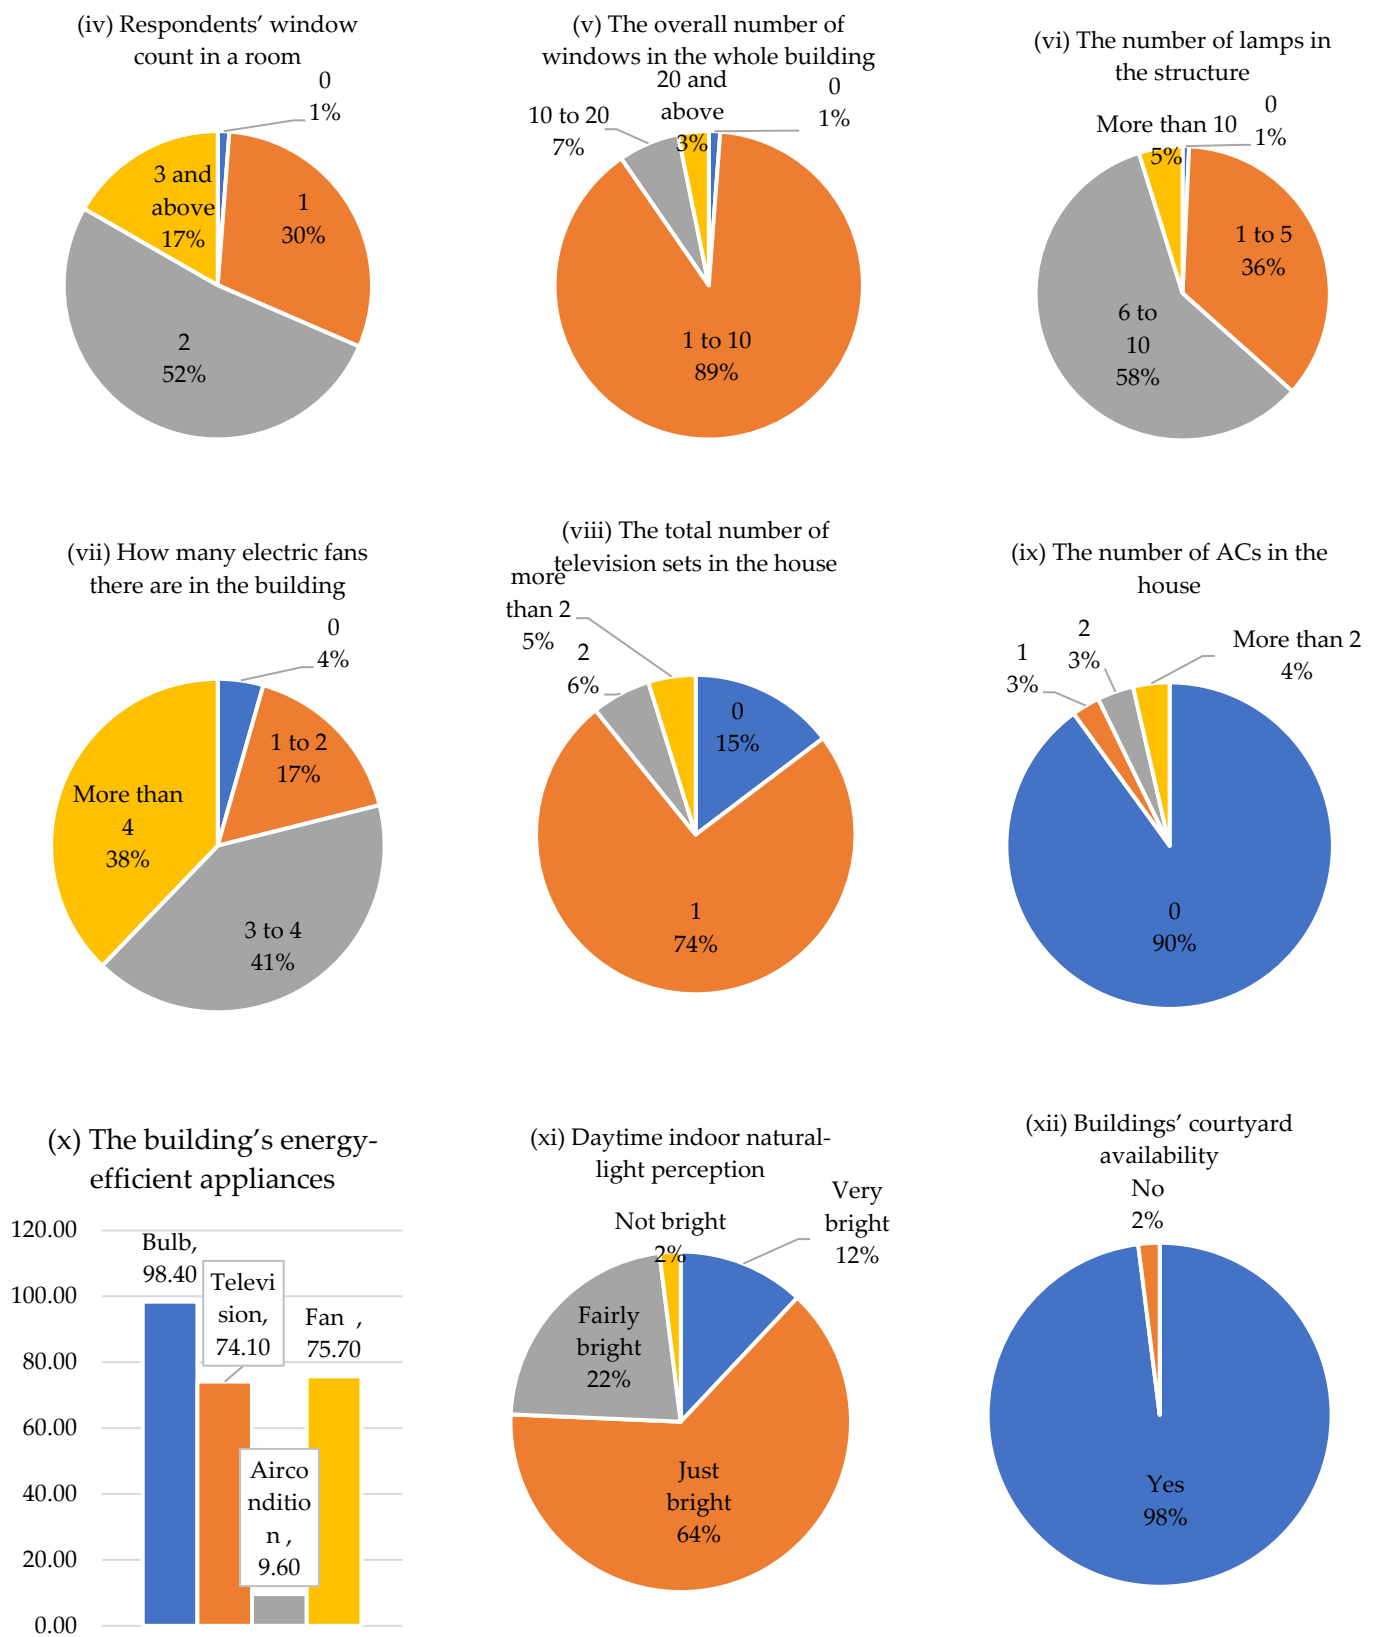 (iv) Respondents’ window
count in a room
0
1%
3 and
above
17%
1
30%
2
52%
(v) The overall number of
windows in the whole building
20 and
above
3%
0
1%
10 to 20
7%
1 to 10
89%
(vi) The number of lamps in
the structure
0
1%
More than 10
5%
1 to 5
36%
6 to
10
58%
(vii) How many electric fans
there are in the building
0
4%
1 to 2
17%
More than
4
38%
3 to 4
41%
(viii) The total number of
television sets in the house
more
than 2
5%
2
6%
0
15%
1
74%
(ix) The number of ACs in the
house
2
3%
More than 2
4%
1
3%
0
90%
(x) The building’s energy-
efficient appliances
120.00
100.00
80.00
60.00
40.00
20.00
0.00
Bulb,
98.40
Televi
sion,
74.10
Airco
nditio
n ,
9.60
Fan ,
75.70
(xi) Daytime indoor natural-
light perception
Very
bright
12%
Not bright
2%
Fairly
bright
22%
Just
bright
64%
(xii) Buildings’ courtyard
availability
No
2%
Yes
98%